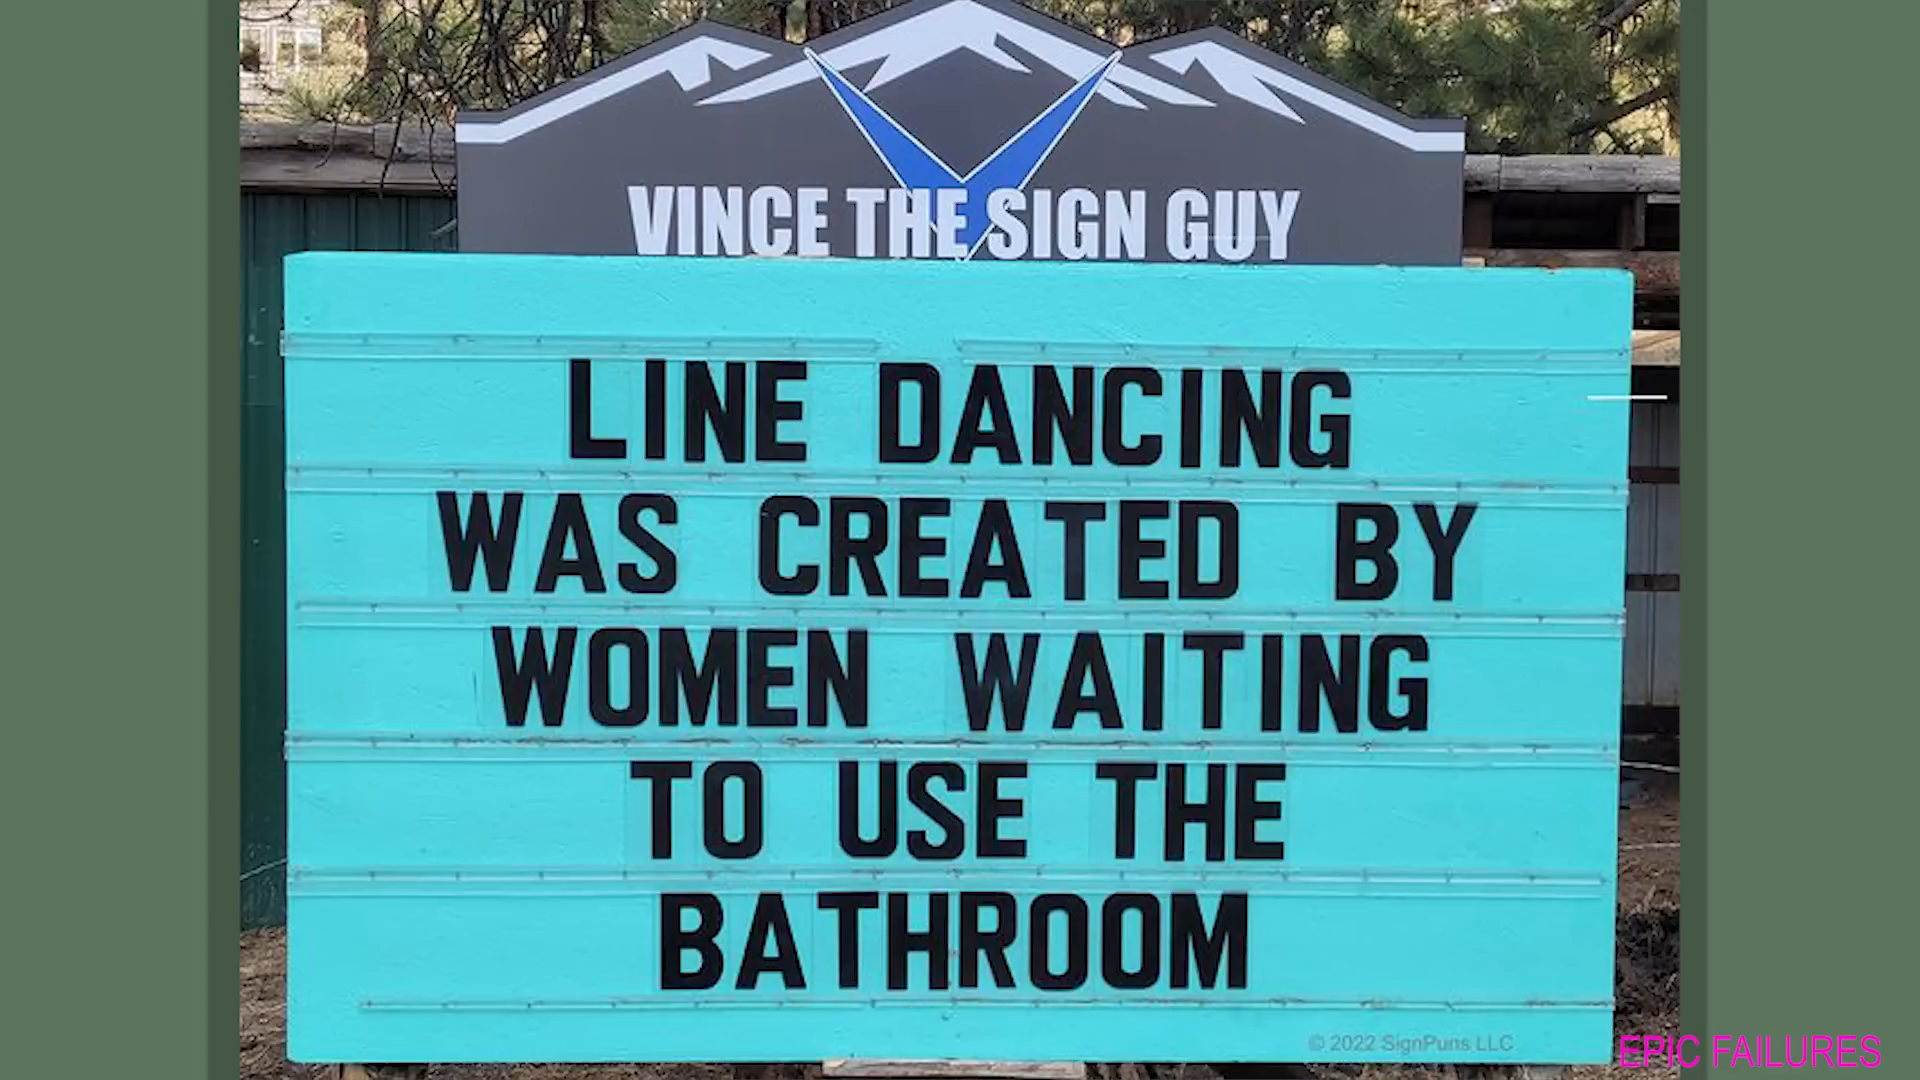 VINCE THE SIGN GUY
LINE DANCING
WAS CREATED BY
WOMEN WAITING
TO USE THE
BATHROOM
© 2022 SignPuns LLC
EPIC FAILURES